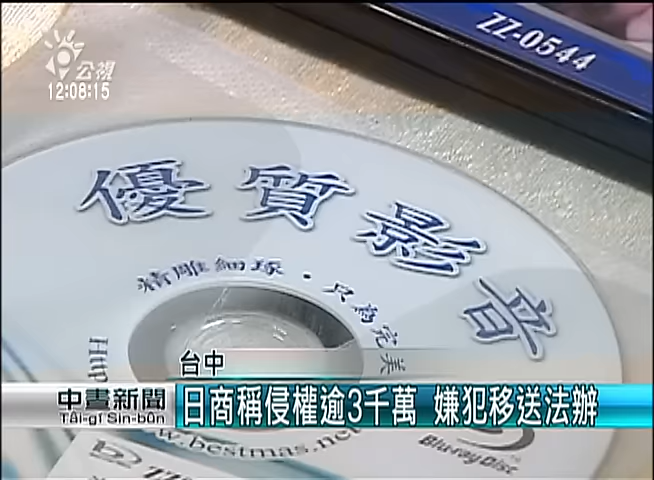 ZZ-0544
公視
12:08:15
優質影音
精雕細琢・只為完美
台中
中晝新聞
Tâi-gí Sin-bûn
日商稱侵權逾3千萬 嫌犯移送法辦
www.bestmas.net
Blu-ray Disc